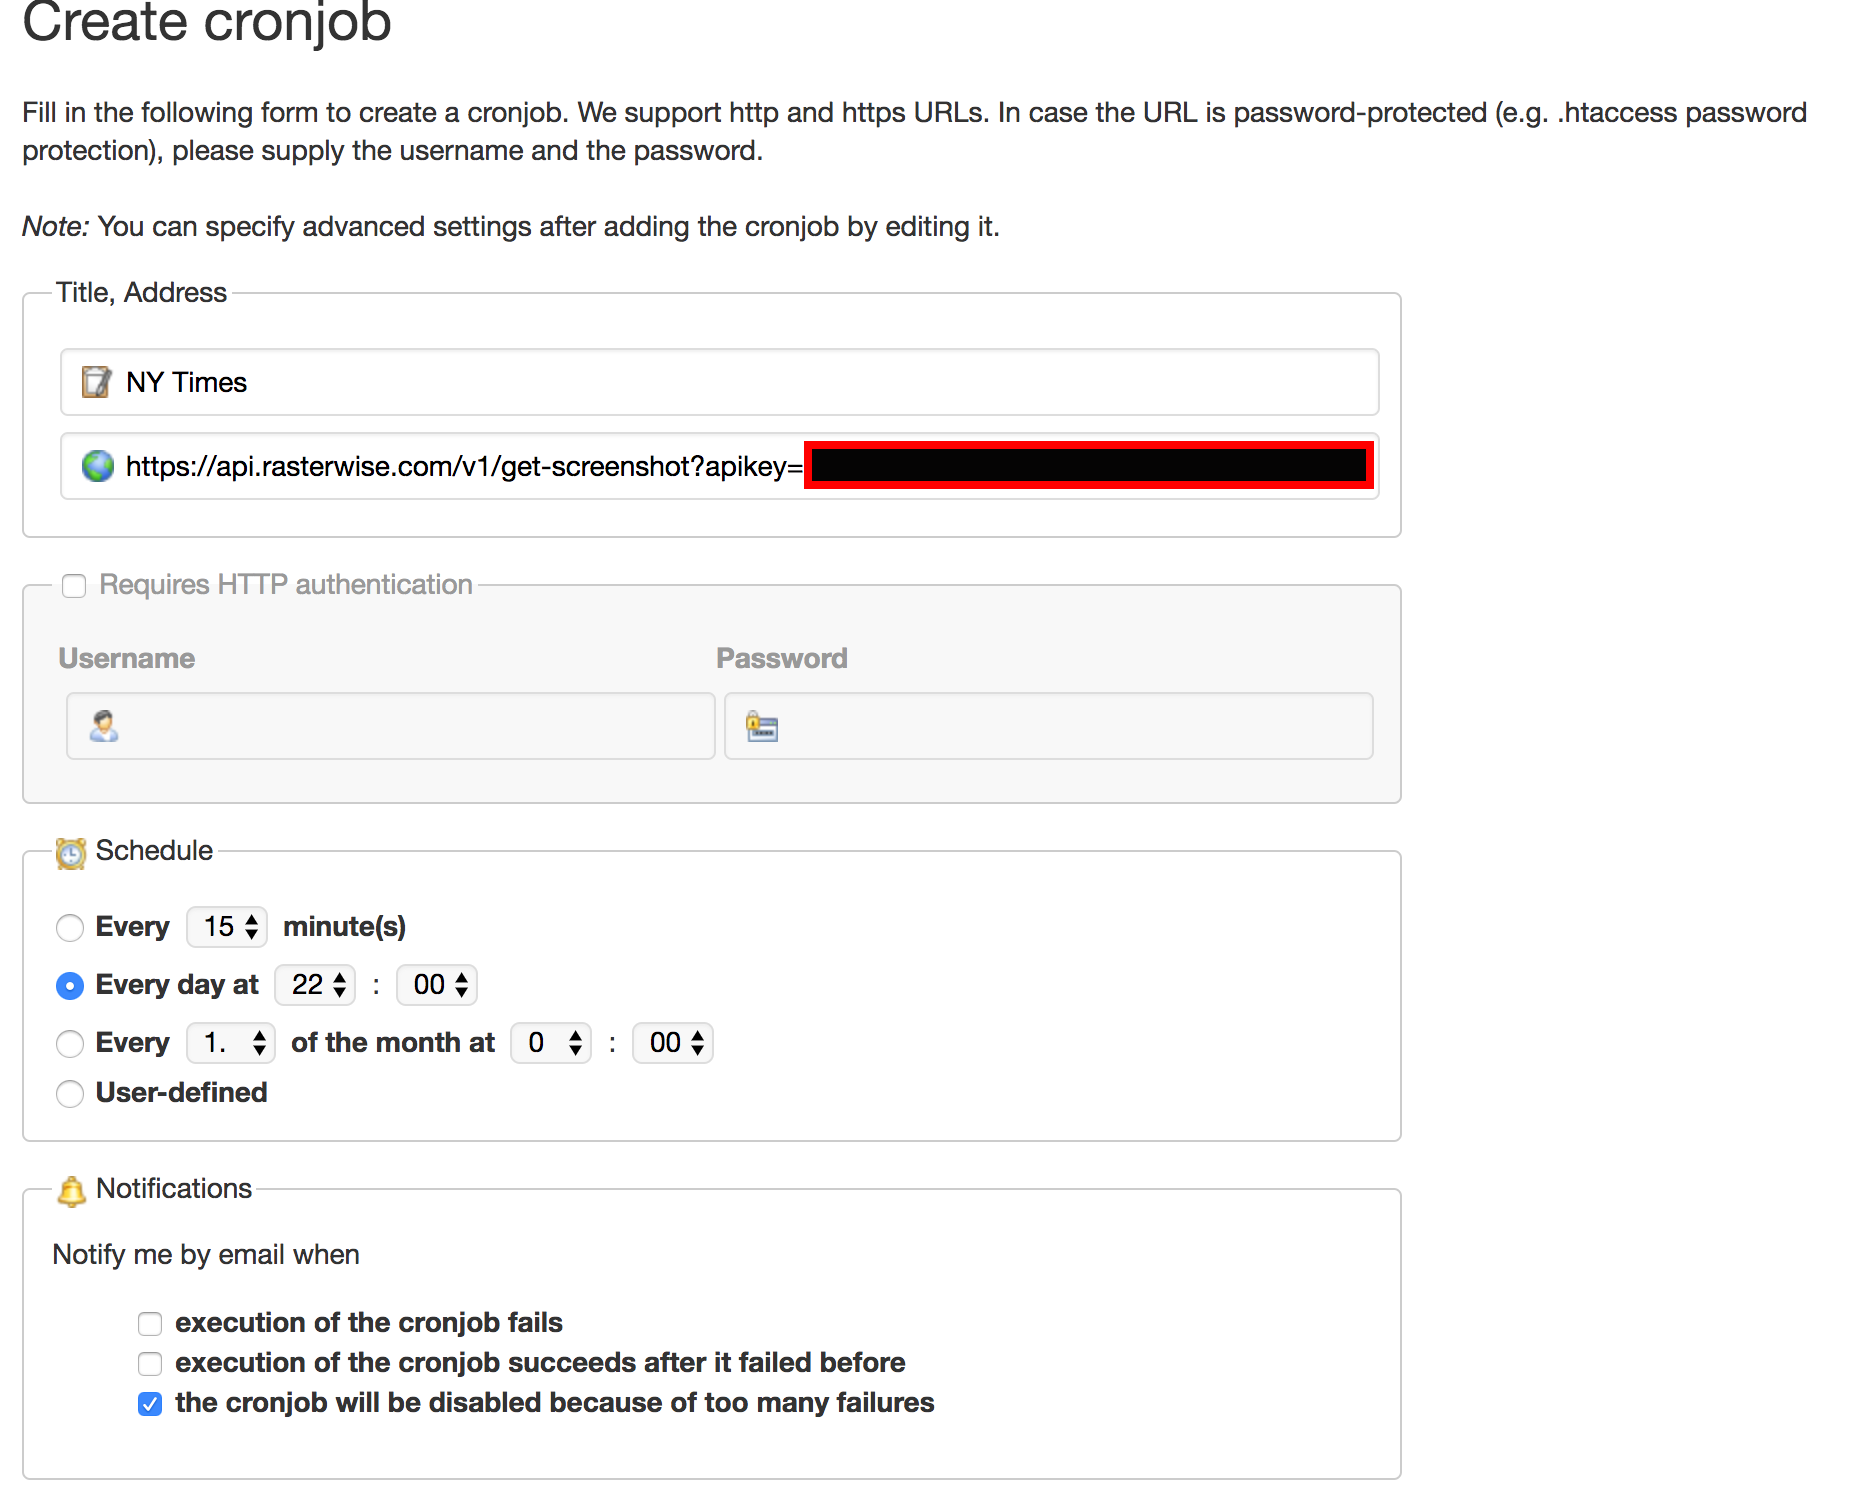 Create cronjob
Fill in the following form to create a cronjob. We support http and https URLs. In case the URL is password-protected (e.g. .htaccess password
protection), please supply the username and the password.
Note: You can specify advanced settings after adding the cronjob by editing it.
Title, Address
NY Times
https://api.rasterwise.com/v1/get-screenshot?apikey=
Requires HTTP authentication
Username Password
Schedule
Every 15 minute(s)
Every day at 22 : 00
Every 1. of the month at 0 : 00
User-defined
Notifications
Notify me by email when
execution of the cronjob fails
execution of the cronjob succeeds after it failed before
the cronjob will be disabled because of too many failures